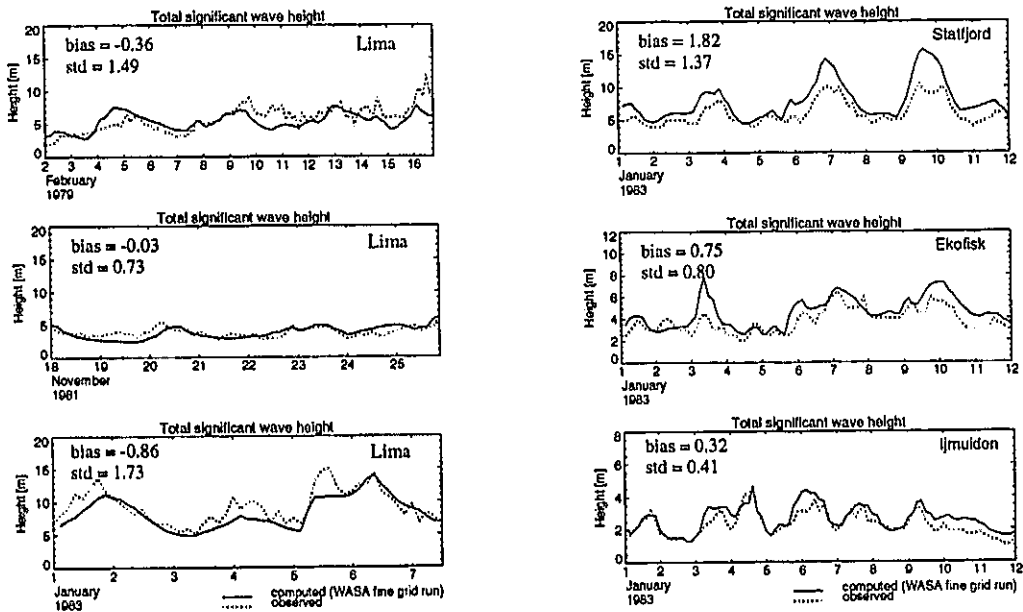 Total significant wave height
bias = -0.36
std = 1.49
Lima
Height [m]
20
15
10
5
0
2 3 4 5 6 7 8 9 10 11 12 13 14 15 16
February
1979
Total significant wave height
bias = -0.03
std = 0.73
Lima
Height [m]
20
15
10
5
0
18 19 20 21 22 23 24 25
November
1981
Total significant wave height
bias = -0.86
std = 1.73
Lima
Height [m]
20
15
10
5
0
1 2 3 4 5 6 7
January
1983
computed (WASA fine grid run)
observed
Total significant wave height
bias = 1.82
std = 1.37
Statfjord
Height [m]
20
15
10
5
0
1 2 3 4 5 6 7 8 9 10 11 12
January
1983
Total significant wave height
bias = 0.75
std = 0.80
Ekofisk
Height [m]
12
10
8
6
4
2
0
1 2 3 4 5 6 7 8 9 10 11 12
January
1983
Total significant wave height
bias = 0.32
std = 0.41
Ijmuidon
Height [m]
8
6
4
2
0
1 2 3 4 5 6 7 8 9 10 11 12
January
1983
computed (WASA fine grid run)
observed